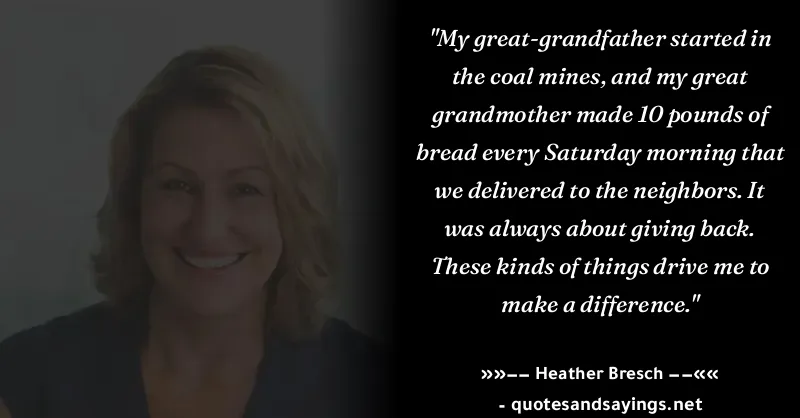 "My great-grandfather started in
the coal mines, and my great
grandmother made 10 pounds of
bread every Saturday morning that
we delivered to the neighbors. It
was always about giving back.
These kinds of things drive me to
make a difference."
»»–– Heather Bresch ––««
- quotesandsayings.net